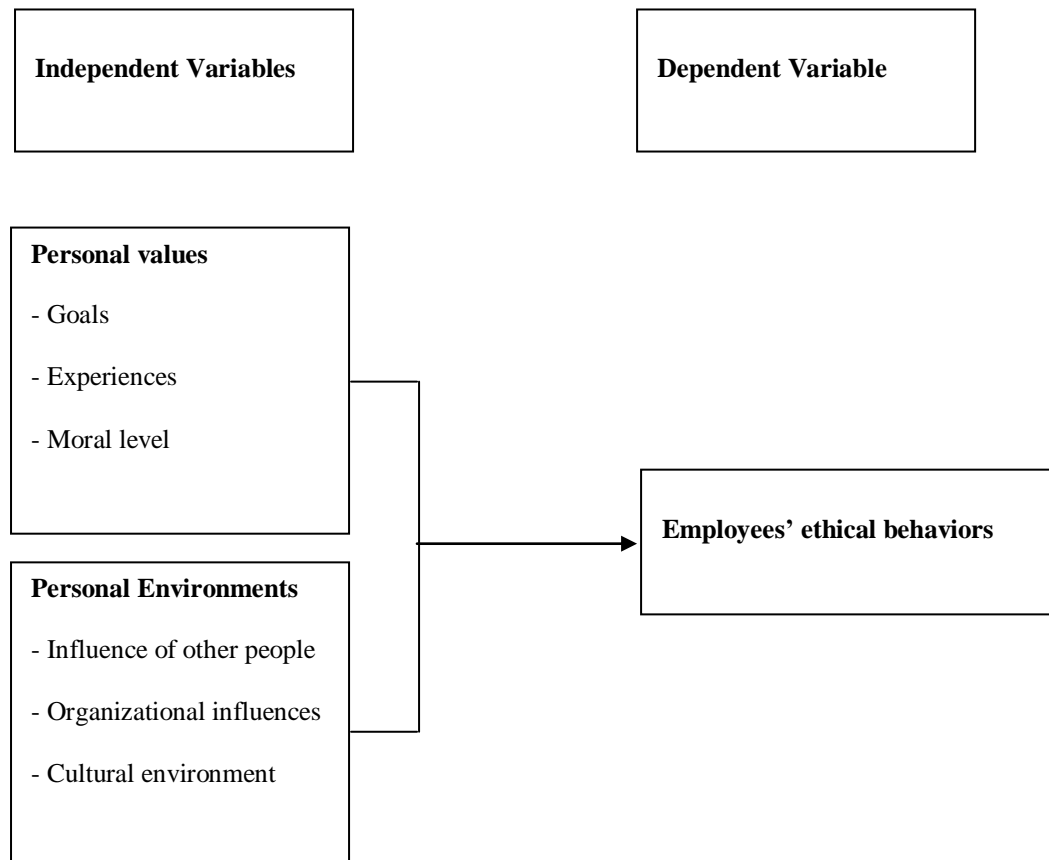 Independent Variables
Dependent Variable
Personal values
- Goals
- Experiences
- Moral level
Employees’ ethical behaviors
Personal Environments
- Influence of other people
- Organizational influences
- Cultural environment